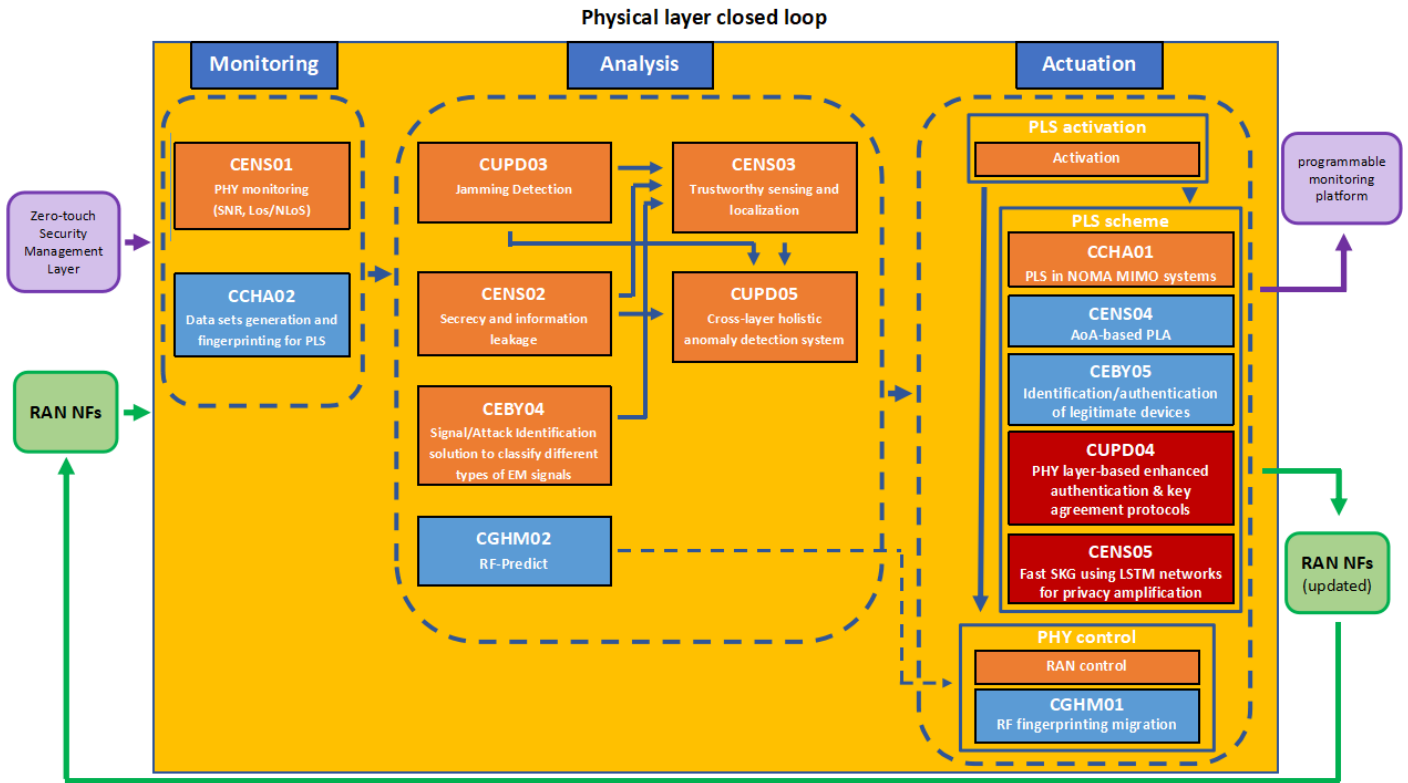 Physical layer closed loop
Monitoring
Analysis
Actuation
Zero-touch
Security
Management
Layer
RAN NFs
CENS01
PHY monitoring
(SNR, Los/NLoS)
CCHA02
Data sets generation and
fingerprinting for PLS
CUPD03
Jamming Detection
CENS02
Secrecy and information
leakage
CEBY04
Signal/Attack Identification
solution to classify different
types of EM signals
CGHM02
RF-Predict
CENS03
Trustworthy sensing and
localization
CUPD05
Cross-layer holistic
anomaly detection system
PLS activation
Activation
PLS scheme
CCHA01
PLS in NOMA MIMO systems
CENS04
AoA-based PLA
CEBY05
Identification/authentication
of legitimate devices
CUPD04
PHY layer-based enhanced
authentication & key
agreement protocols
CENS05
Fast SKG using LSTM networks
for privacy amplification
PHY control
RAN control
CGHM01
RF fingerprinting migration
programmable
monitoring
platform
RAN NFs
(updated)